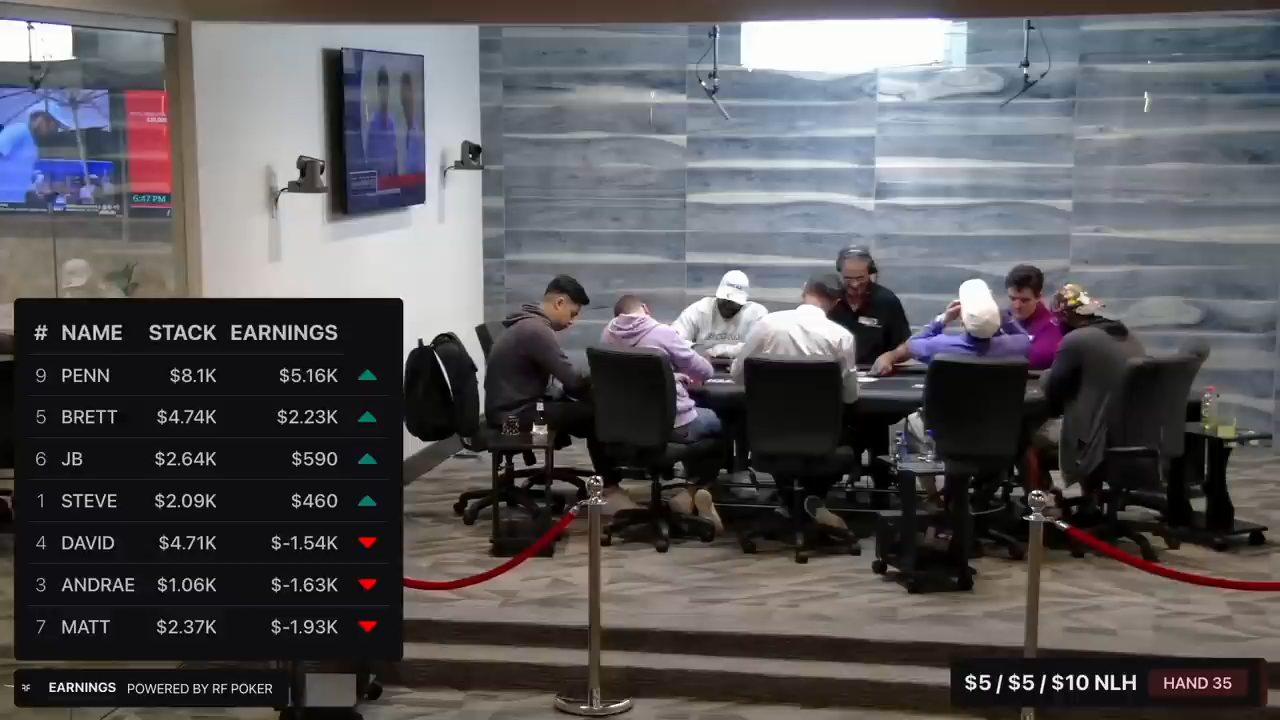 6:47 PM
# NAME STACK EARNINGS
9 PENN $8.1K $5.16K
5 BRETT $4.74K $2.23K
6 JB $2.64K $590
1 STEVE $2.09K $460
4 DAVID $4.71K $-1.54K
3 ANDRAE $1.06K $-1.63K
7 MATT $2.37K $-1.93K
RF EARNINGS POWERED BY RF POKER
$5 / $5 / $10 NLH HAND 35